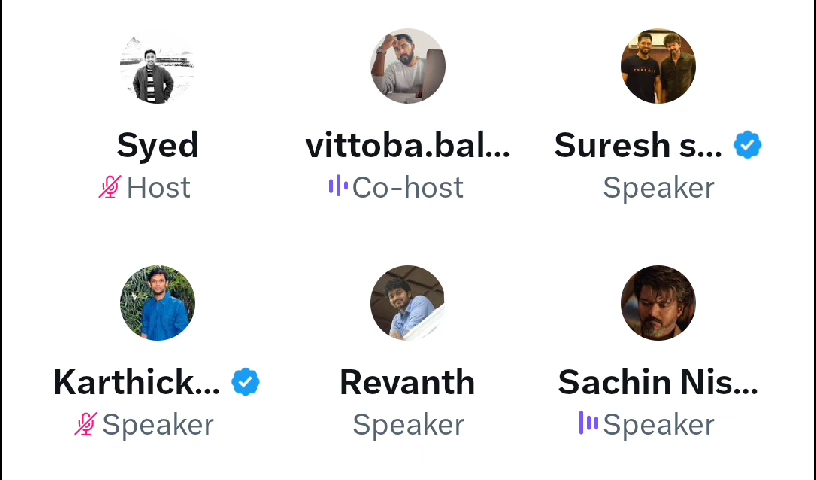 Syed vittoba.bal... Suresh s...
Host Co-host Speaker
Karthick... Revanth Sachin Nis...
Speaker Speaker Speaker